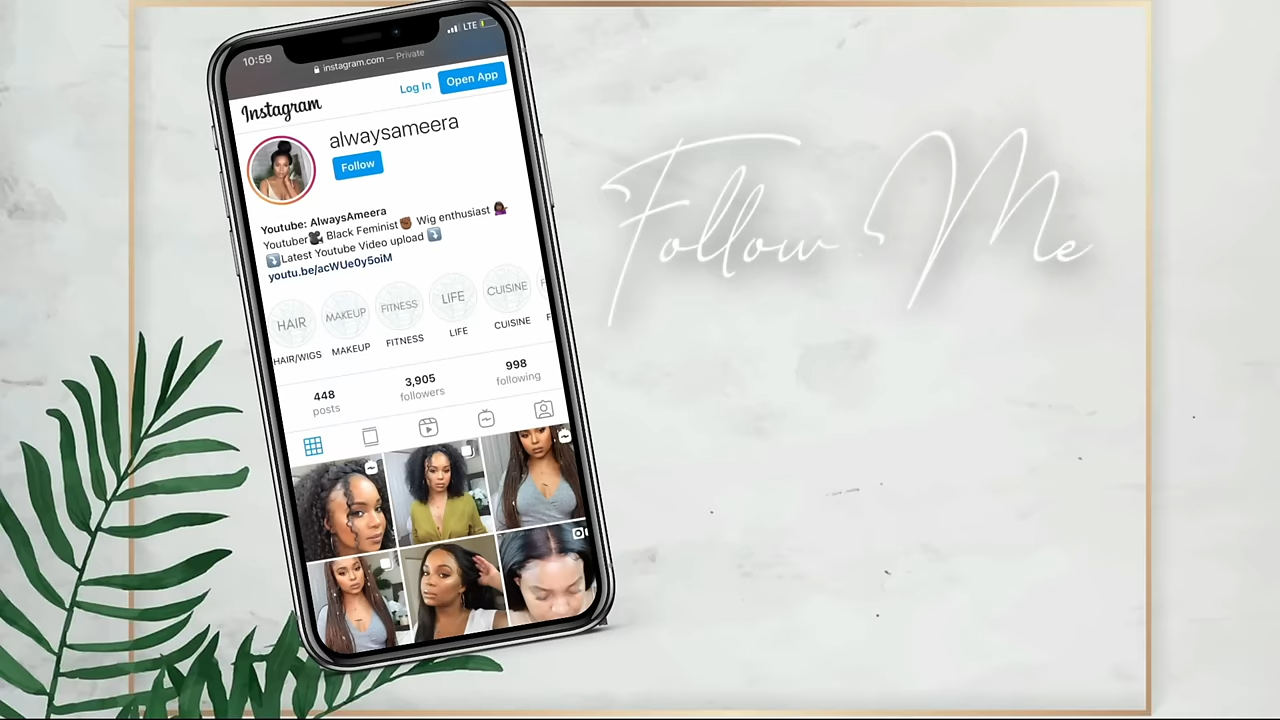 10:59
LTE
instagram.com — Private
Instagram
Log In
Open App
alwaysameera
Follow
Youtube: AlwaysAmeera
Youtuber🎥 Black Feminist✊🏾 Wig enthusiast 💁🏾‍♀️
⤵️Latest Youtube Video upload ⤵️
youtu.be/acWUe0y5oiM
HAIR
MAKEUP
FITNESS
LIFE
CUISINE
F
HAIR/WIGS
MAKEUP
FITNESS
LIFE
CUISINE
F
448
posts
3,905
followers
998
following
Follow Me